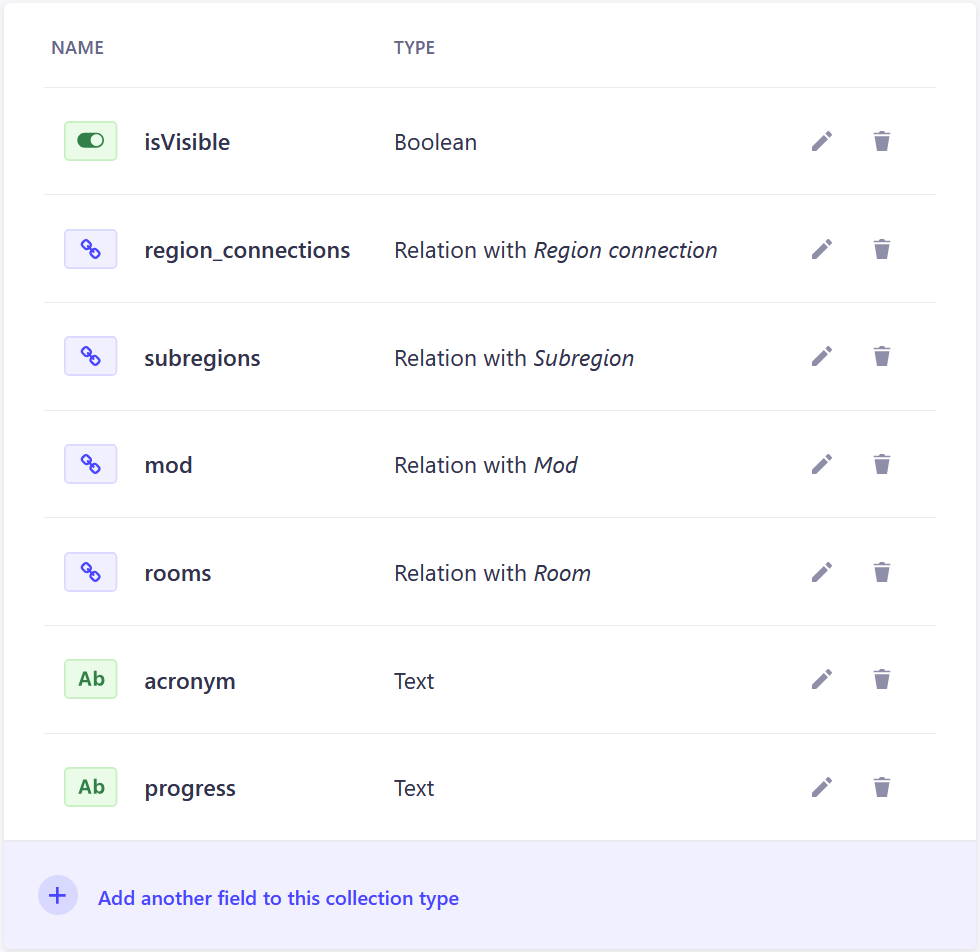 NAME TYPE
isVisible Boolean
region_connections Relation with Region connection
subregions Relation with Subregion
mod Relation with Mod
rooms Relation with Room
Ab acronym Text
Ab progress Text
+ Add another field to this collection type